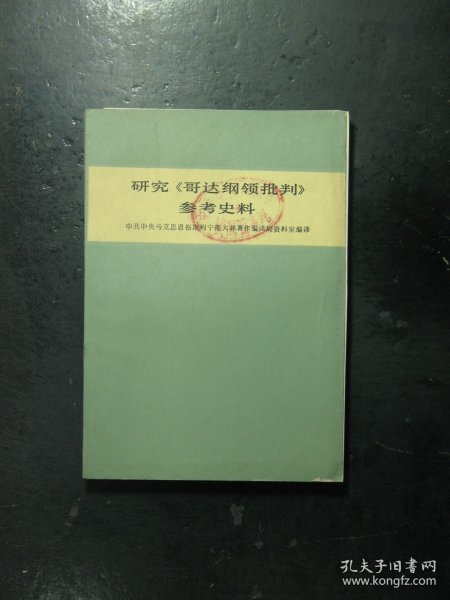 研究《哥达纲领批判》
参考史料
中共中央马克思恩格斯列宁斯大林著作编译局资料室编译
孔夫子旧书网
www.kongfz.com